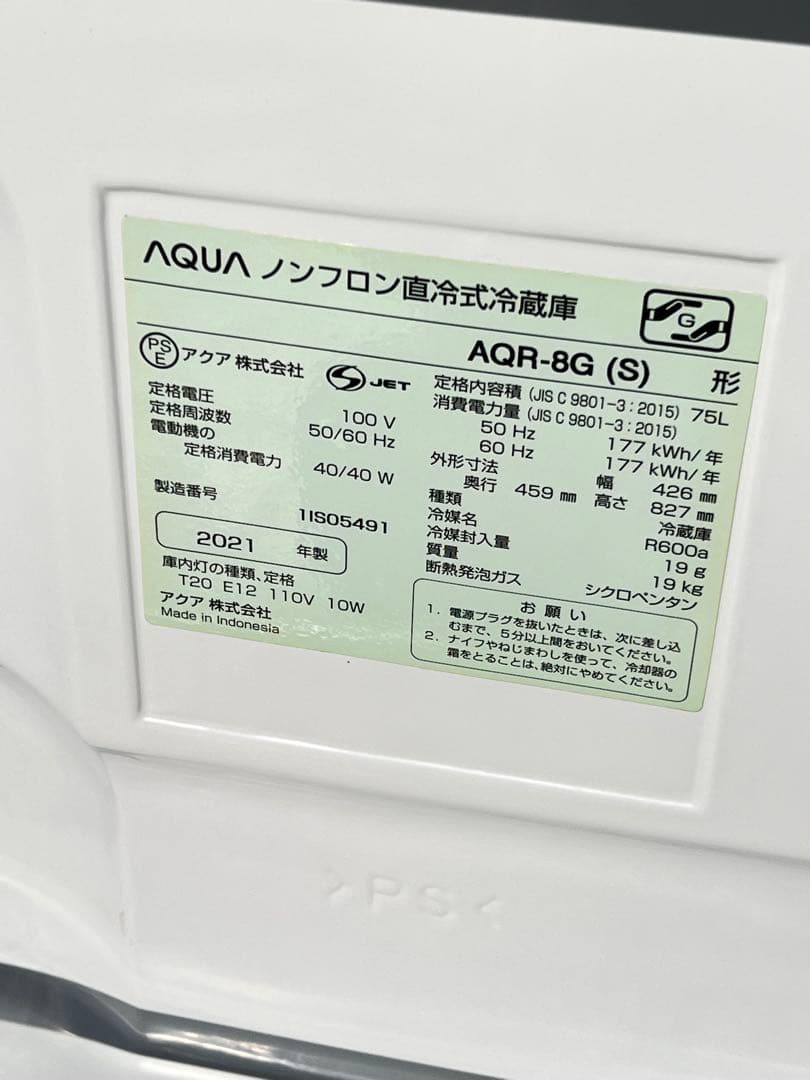 AQUA ノンフロン直冷式冷蔵庫
G
AQR-8G (S) 形
PS E アクア 株式会社
S JET
定格電圧 100 V
定格周波数 50/60 Hz
電動機の
定格消費電力 40/40 W
製造番号
1IS05491
2021 年製
庫内灯の種類、定格
T20 E12 110V 10W
アクア 株式会社
Made in Indonesia
定格内容積 (JIS C 9801-3 : 2015) 75L
消費電力量 (JIS C 9801-3 : 2015)
50 Hz 177 kWh/年
60 Hz 177 kWh/年
外形寸法 幅 426 mm
奥行 459 mm 高さ 827 mm
種類 冷蔵庫
冷媒名 R600a
冷媒封入量 19 g
質量 19 kg
断熱発泡ガス シクロペンタン
お 願 い
1. 電源プラグを抜いたときは、次に差し込
むまで、5分以上間をおいてください。
2. ナイフやねじまわしを使って、冷却器の
霜をとることは、絶対にやめてください。
>PS<